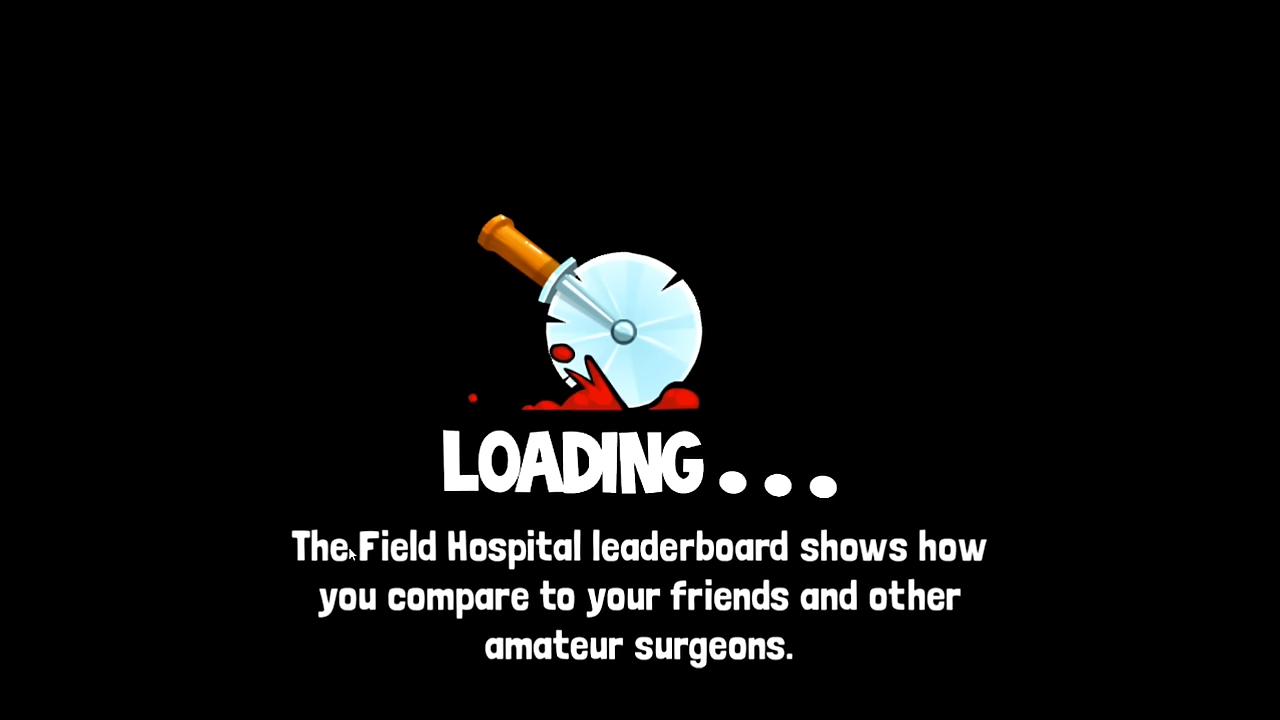 LOADING...
The Field Hospital leaderboard shows how
you compare to your friends and other
amateur surgeons.